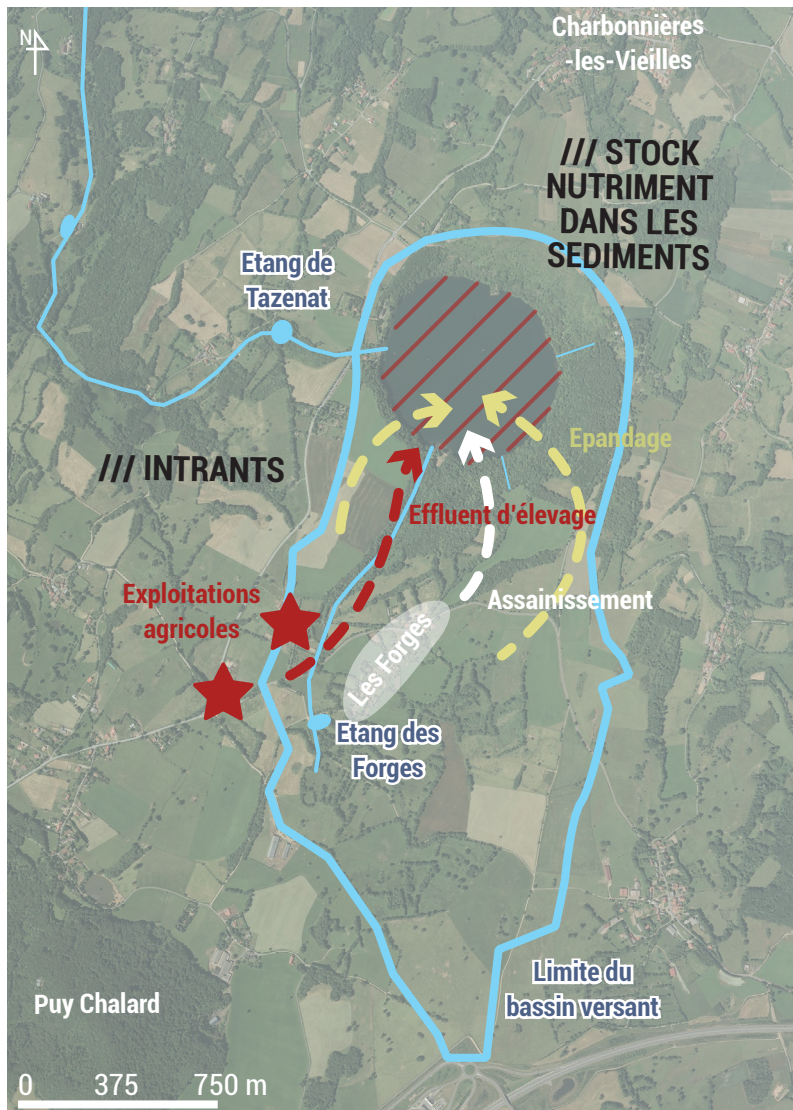 N
Charbonnières
-les-Vieilles
/// STOCK
NUTRIMENT
DANS LES
SEDIMENTS
Etang de
Tazenat
Epandage
/// INTRANTS
Effluent d'élevage
Exploitations
agricoles
Assainissement
Les Forges
Etang des
Forges
Limite du
bassin versant
Puy Chalard
0 375 750 m